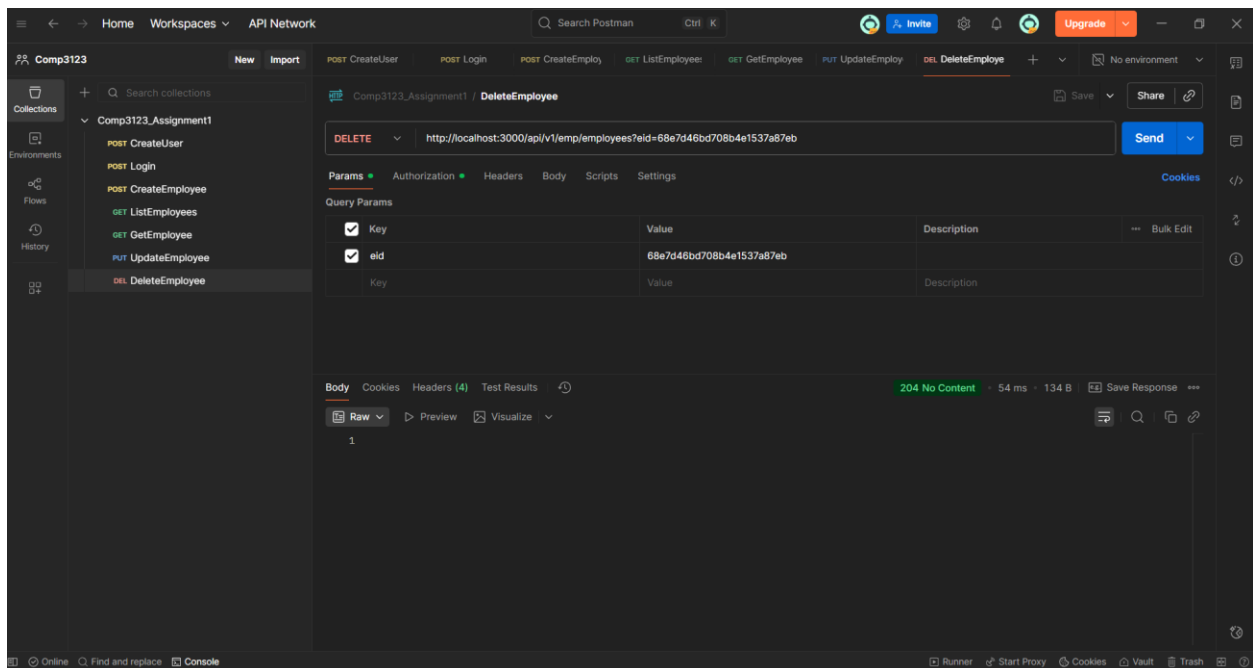 Home Workspaces API Network Search Postman Ctrl K Invite Upgrade
Comp3123 New Import POST CreateUser POST Login POST CreateEmploy GET ListEmployee: GET GetEmployee PUT UpdateEmploy DEL DeleteEmploye No environment
Collections
Environments
Flows
History
Search collections
Comp3123_Assignment1
POST CreateUser
POST Login
POST CreateEmployee
GET ListEmployees
GET GetEmployee
PUT UpdateEmployee
DEL DeleteEmployee
HTTP Comp3123_Assignment1 / DeleteEmployee Save Share
DELETE http://localhost:3000/api/v1/emp/employees?eid=68e7d46bd708b4e1537a87eb Send
Params Authorization Headers Body Scripts Settings Cookies
Query Params
Key Value Description Bulk Edit
eid 68e7d46bd708b4e1537a87eb
Key Value Description
Body Cookies Headers (4) Test Results 204 No Content 54 ms 134 B Save Response
Raw Preview Visualize
1
Online Find and replace Console Runner Start Proxy Cookies Vault Trash